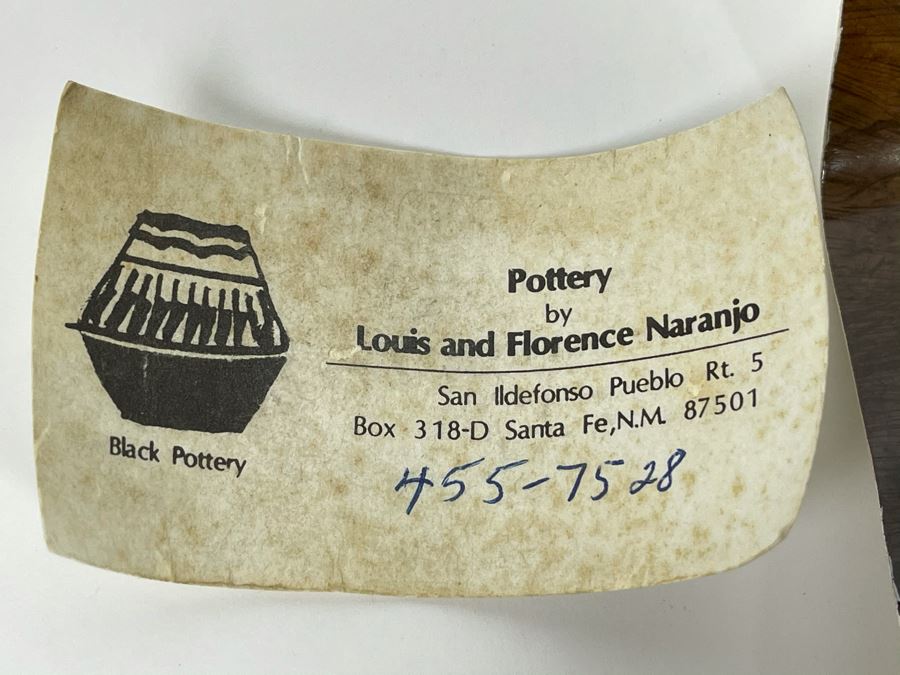 Pottery
by
Louis and Florence Naranjo
San Ildefonso Pueblo Rt. 5
Box 318-D Santa Fe, N.M. 87501
455-7528
Black Pottery